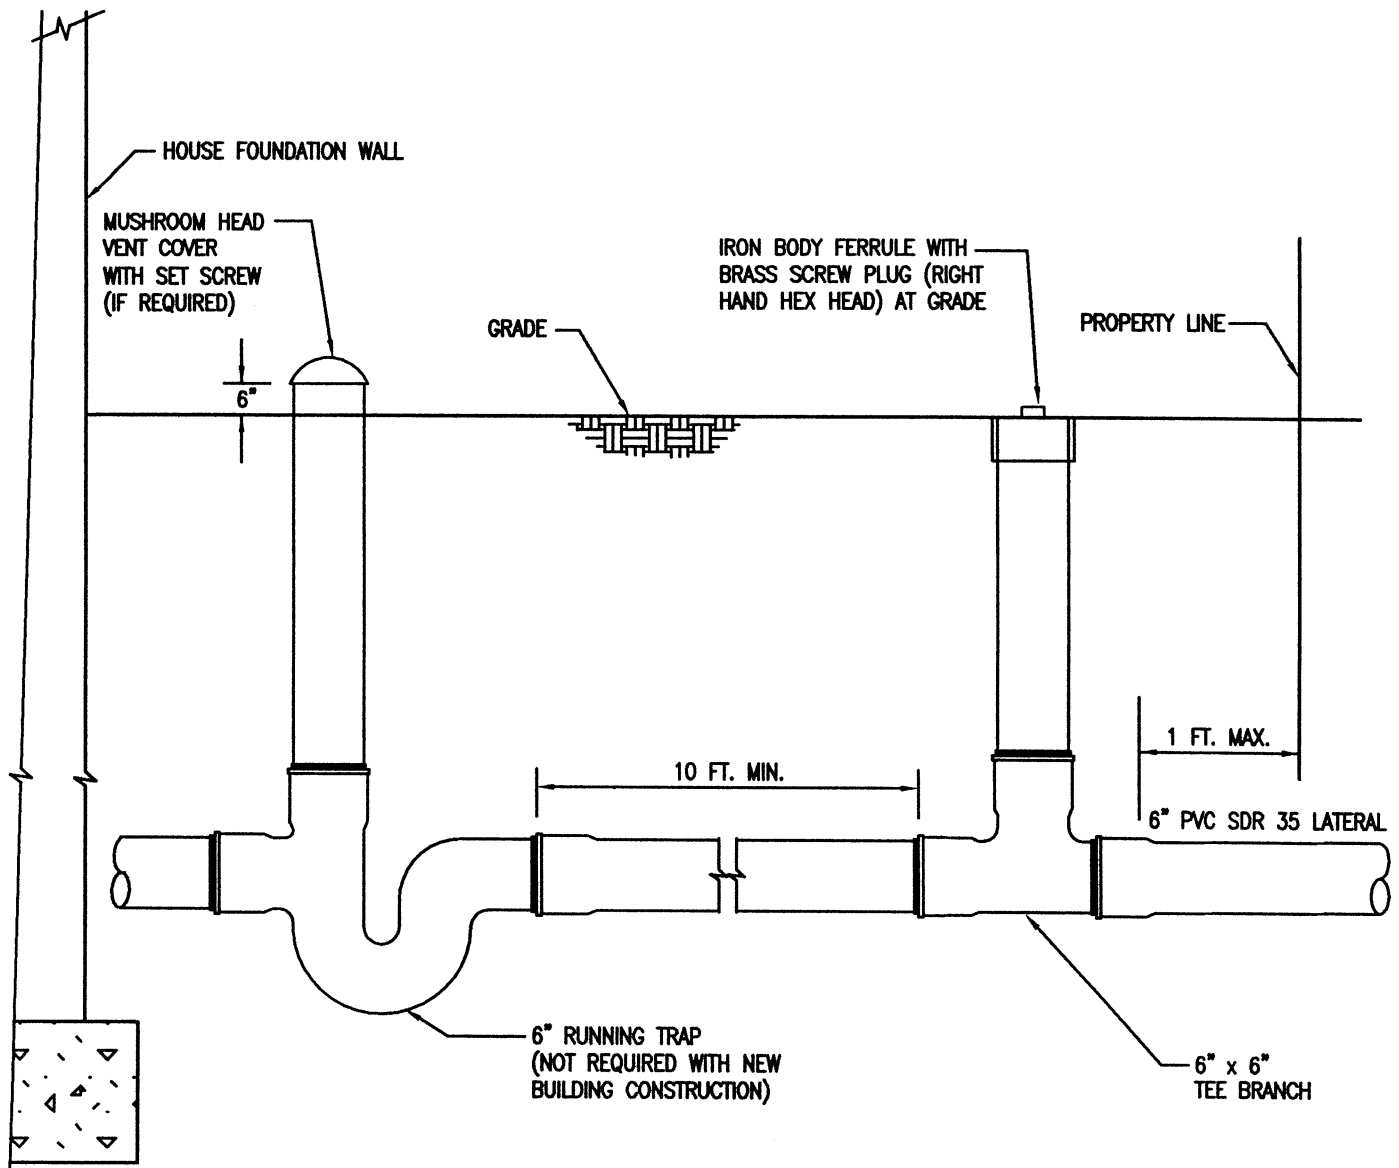 HOUSE FOUNDATION WALL
MUSHROOM HEAD
VENT COVER
WITH SET SCREW
(IF REQUIRED)
IRON BODY FERRULE WITH
BRASS SCREW PLUG (RIGHT
HAND HEX HEAD) AT GRADE
GRADE
PROPERTY LINE
6"
1 FT. MAX.
10 FT. MIN.
6" PVC SDR 35 LATERAL
6" RUNNING TRAP
(NOT REQUIRED WITH NEW
BUILDING CONSTRUCTION)
6" x 6"
TEE BRANCH